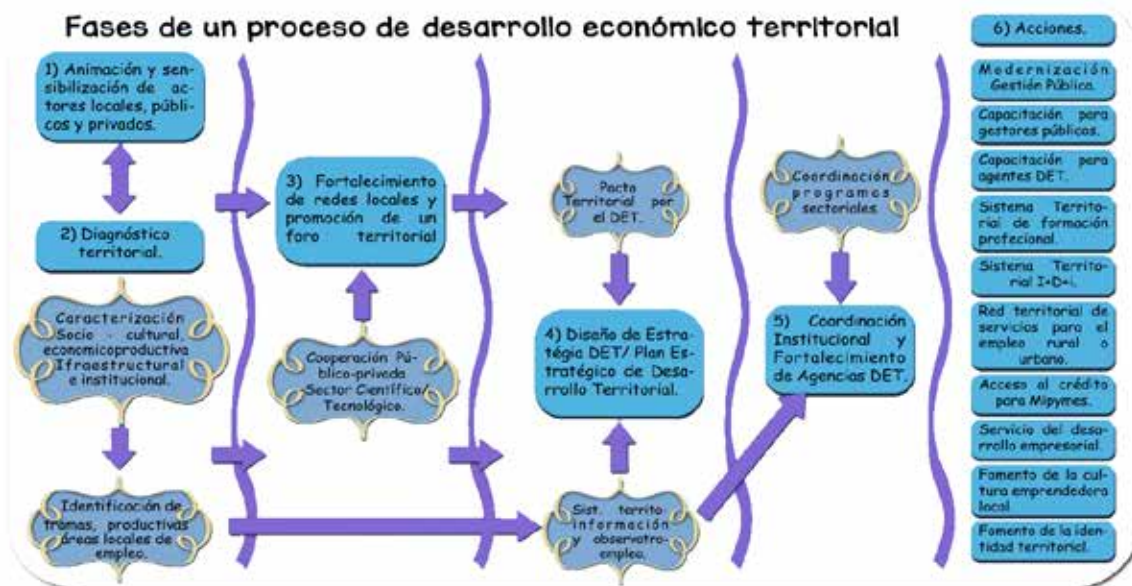 Fases de un proceso de desarrollo económico territorial
1) Animación y sen-
sibilización de ac-
tores locales, públi-
cos y privados.
2) Diagnóstico
territorial.
Caracterización
Socio - cultural,
economicoproductiva
Ifraestructural
e institucional.
Identificación de
tramas, productivas
áreas locales de
empleo.
3) Fortalecimiento
de redes locales y
promoción de un
foro territorial
Cooperación Pú-
blico-priveda
Sector Científico/
Tecnológico.
Pacto
Territorial por
el DET.
4) Diseño de Estra-
tégia DET/ Plan Es-
tratégico de Desa-
rrollo Territorial.
Sist. territo
información
y observatro-
empleo.
Coordinación
programas
sectoriales.
5) Coordinación
Institucional y
Fortalecimiento
de Agencias DET.
6) Acciones.
Modernización
Gestión Pública.
Capacitación para
gestores públicos.
Capacitación para
agentes DET.
Sistema Territo-
rial de formación
profecional.
Sistema Territo-
rial I+D+i.
Red territorial de
servicios para el
empleo rural o
urbano.
Acceso al crédito
para Mipymes.
Servicio del desa-
rrollo empresarial.
Fomento de la cul-
tura emprendedora
local
Fomento de la iden-
tidad territorial.